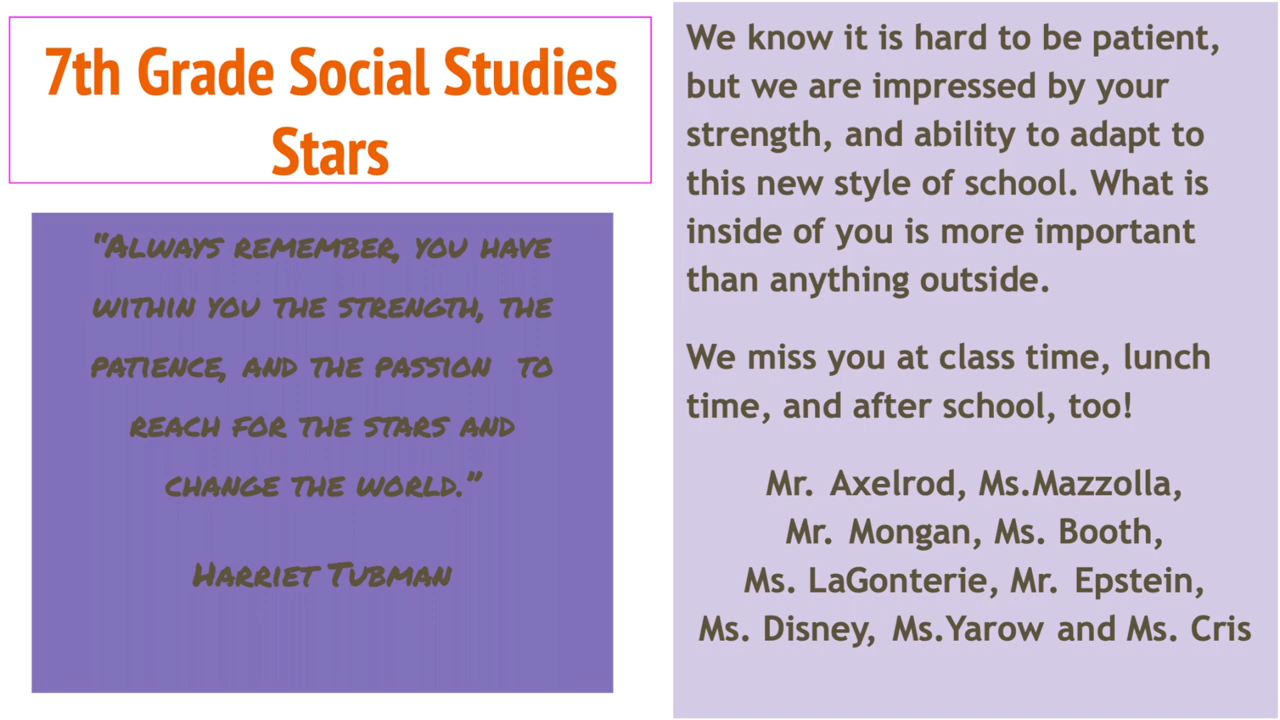 7th Grade Social Studies
Stars
“Always remember, you have
within you the strength, the
patience, and the passion to
reach for the stars and
change the world.”
Harriet Tubman
We know it is hard to be patient,
but we are impressed by your
strength, and ability to adapt to
this new style of school. What is
inside of you is more important
than anything outside.
We miss you at class time, lunch
time, and after school, too!
Mr. Axelrod, Ms.Mazzolla,
Mr. Mongan, Ms. Booth,
Ms. LaGonterie, Mr. Epstein,
Ms. Disney, Ms.Yarow and Ms. Cris